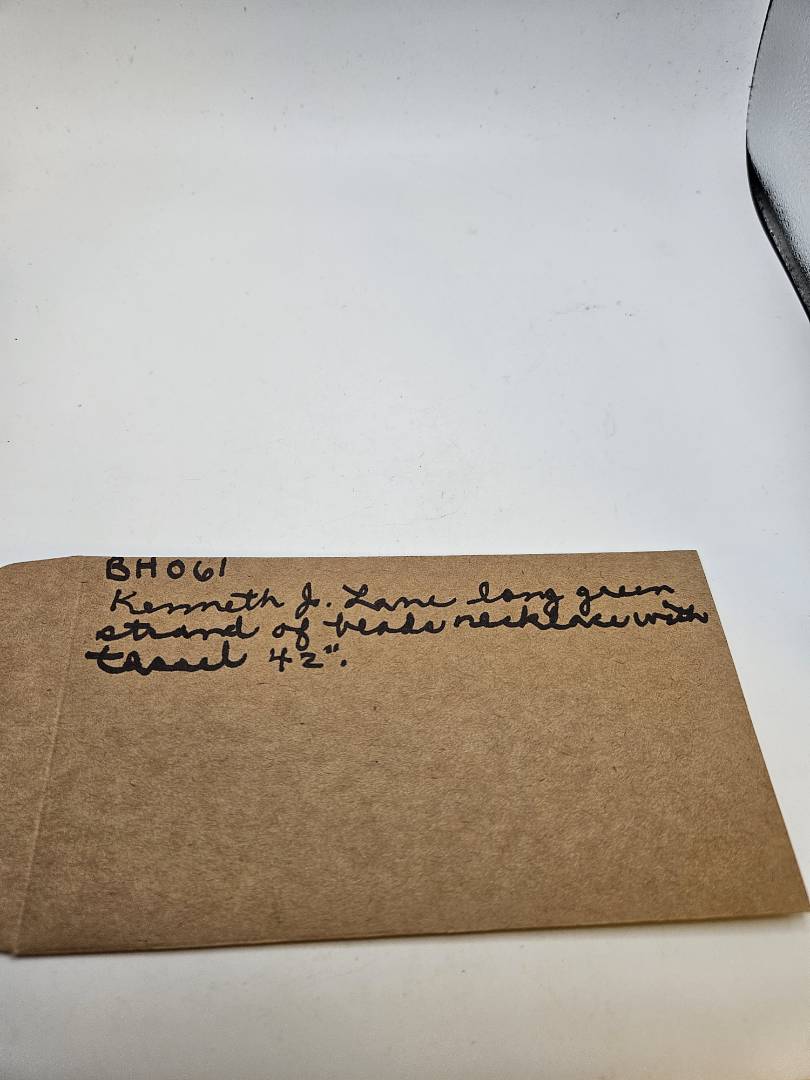 BH061
Kenneth J. Lane long green
strand of beads necklace with
tassel 42".